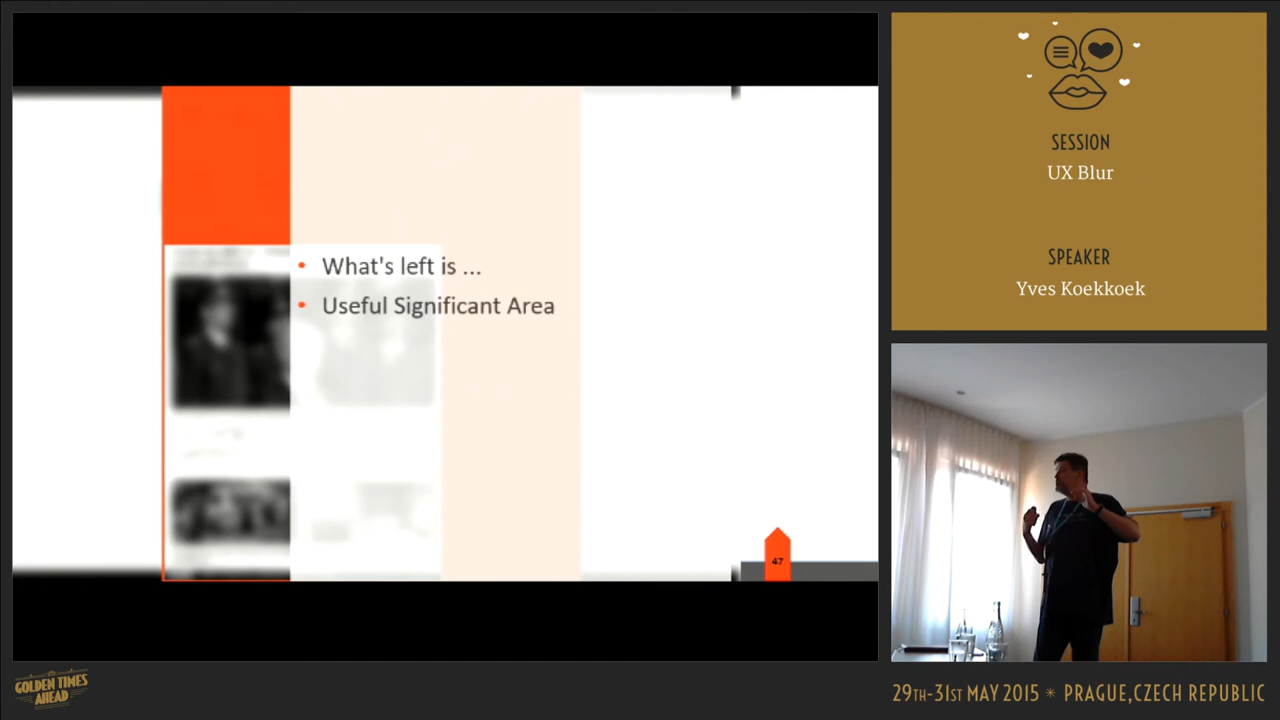 What's left is ...
Useful Significant Area
47
SESSION
UX Blur
SPEAKER
Yves Koekkoek
GOLDEN TIMES
AHEAD
29TH-31ST MAY 2015 * PRAGUE, CZECH REPUBLIC